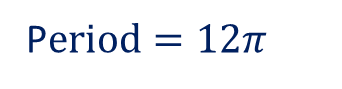 Period = 12π